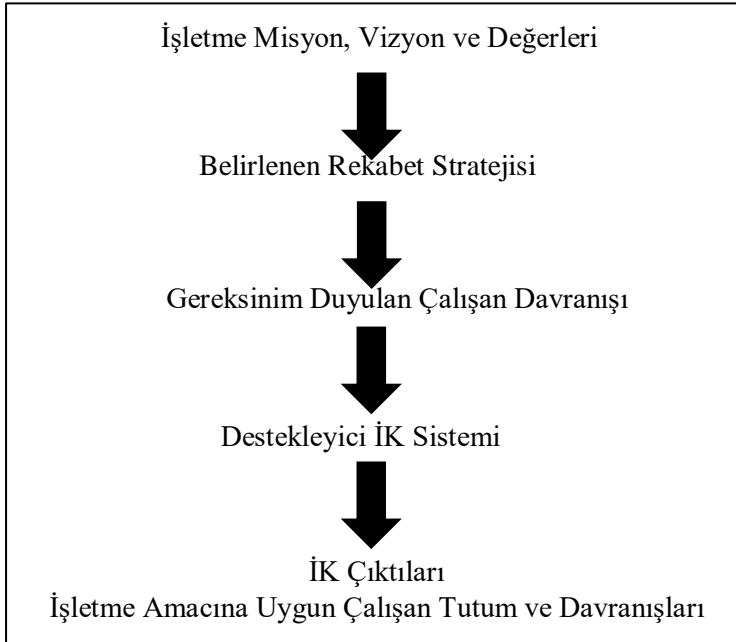 İşletme Misyon, Vizyon ve Değerleri
Belirlenen Rekabet Stratejisi
Gereksinim Duyulan Çalışan Davranışı
Destekleyici İK Sistemi
İK Çıktıları
İşletme Amacına Uygun Çalışan Tutum ve Davranışları